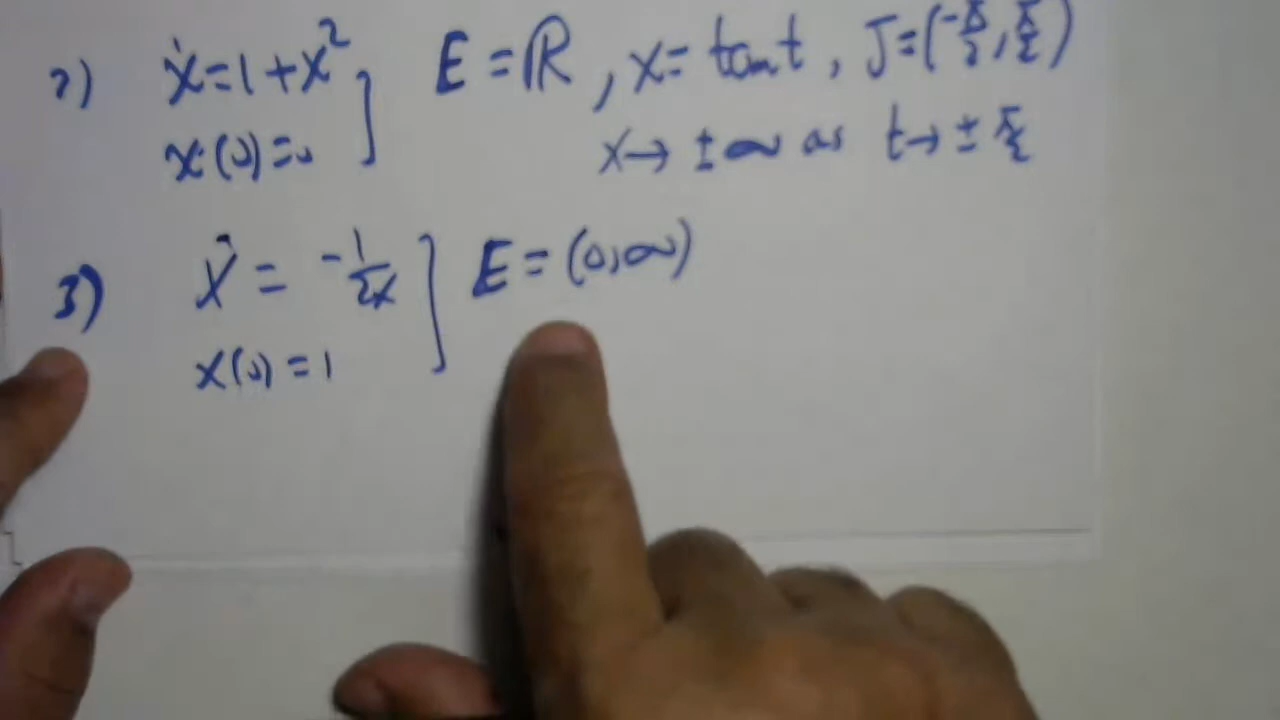 2) ẋ = 1 + x² ] E = ℝ, x = tan t, J = (-π/2, π/2)
x(0) = 0 x → ±∞ as t → ± π/2
3) ẋ = -1/2x ] E = (0, ∞)
x(0) = 1